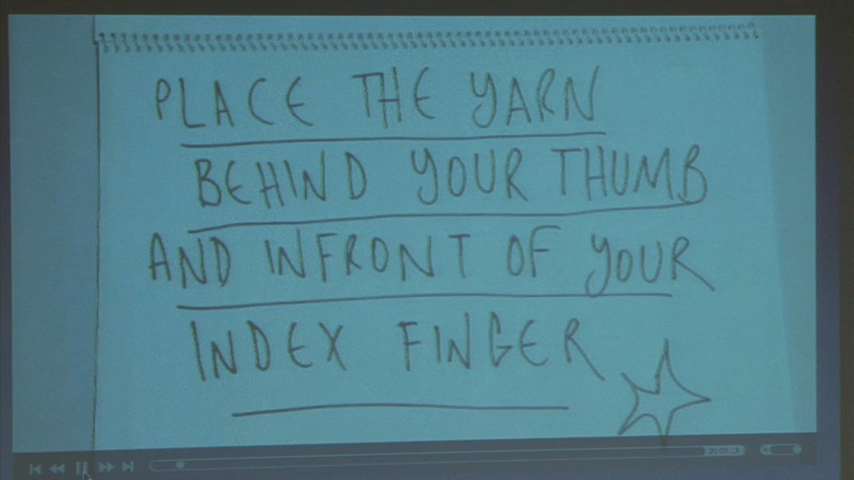 PLACE THE YARN
BEHIND YOUR THUMB
AND INFRONT OF YOUR
INDEX FINGER